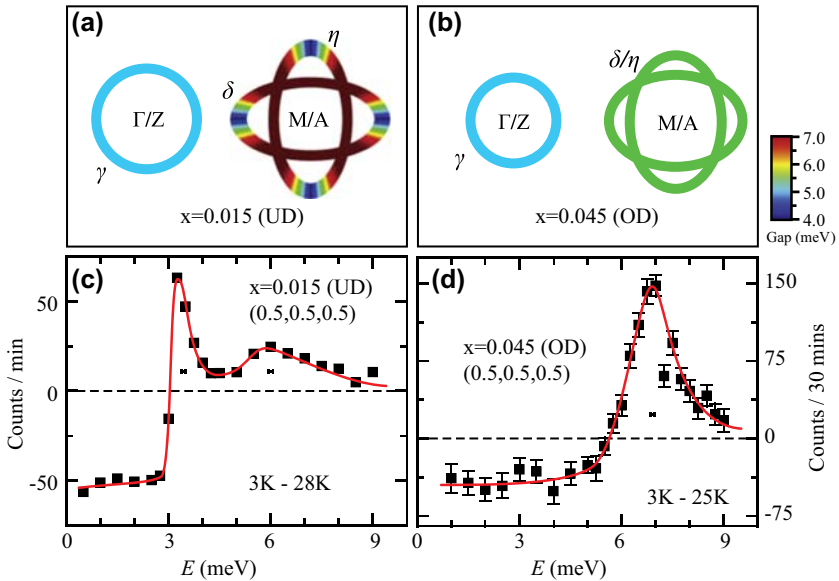 (a)
η
δ
Γ/Z
M/A
γ
x=0.015 (UD)
(b)
δ/η
Γ/Z
M/A
γ
x=0.045 (OD)
7.0
6.0
5.0
4.0
Gap (meV)
(c)
x=0.015 (UD)
(0.5,0.5,0.5)
50
0
-50
Counts / min
3K - 28K
0
3
6
9
E (meV)
(d)
x=0.045 (OD)
(0.5,0.5,0.5)
150
75
0
-75
Counts / 30 mins
3K - 25K
0
3
6
9
E (meV)